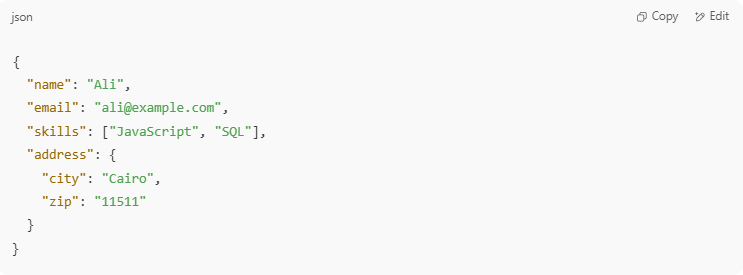 json
Copy Edit
{
  "name": "Ali",
  "email": "ali@example.com",
  "skills": ["JavaScript", "SQL"],
  "address": {
    "city": "Cairo",
    "zip": "11511"
  }
}